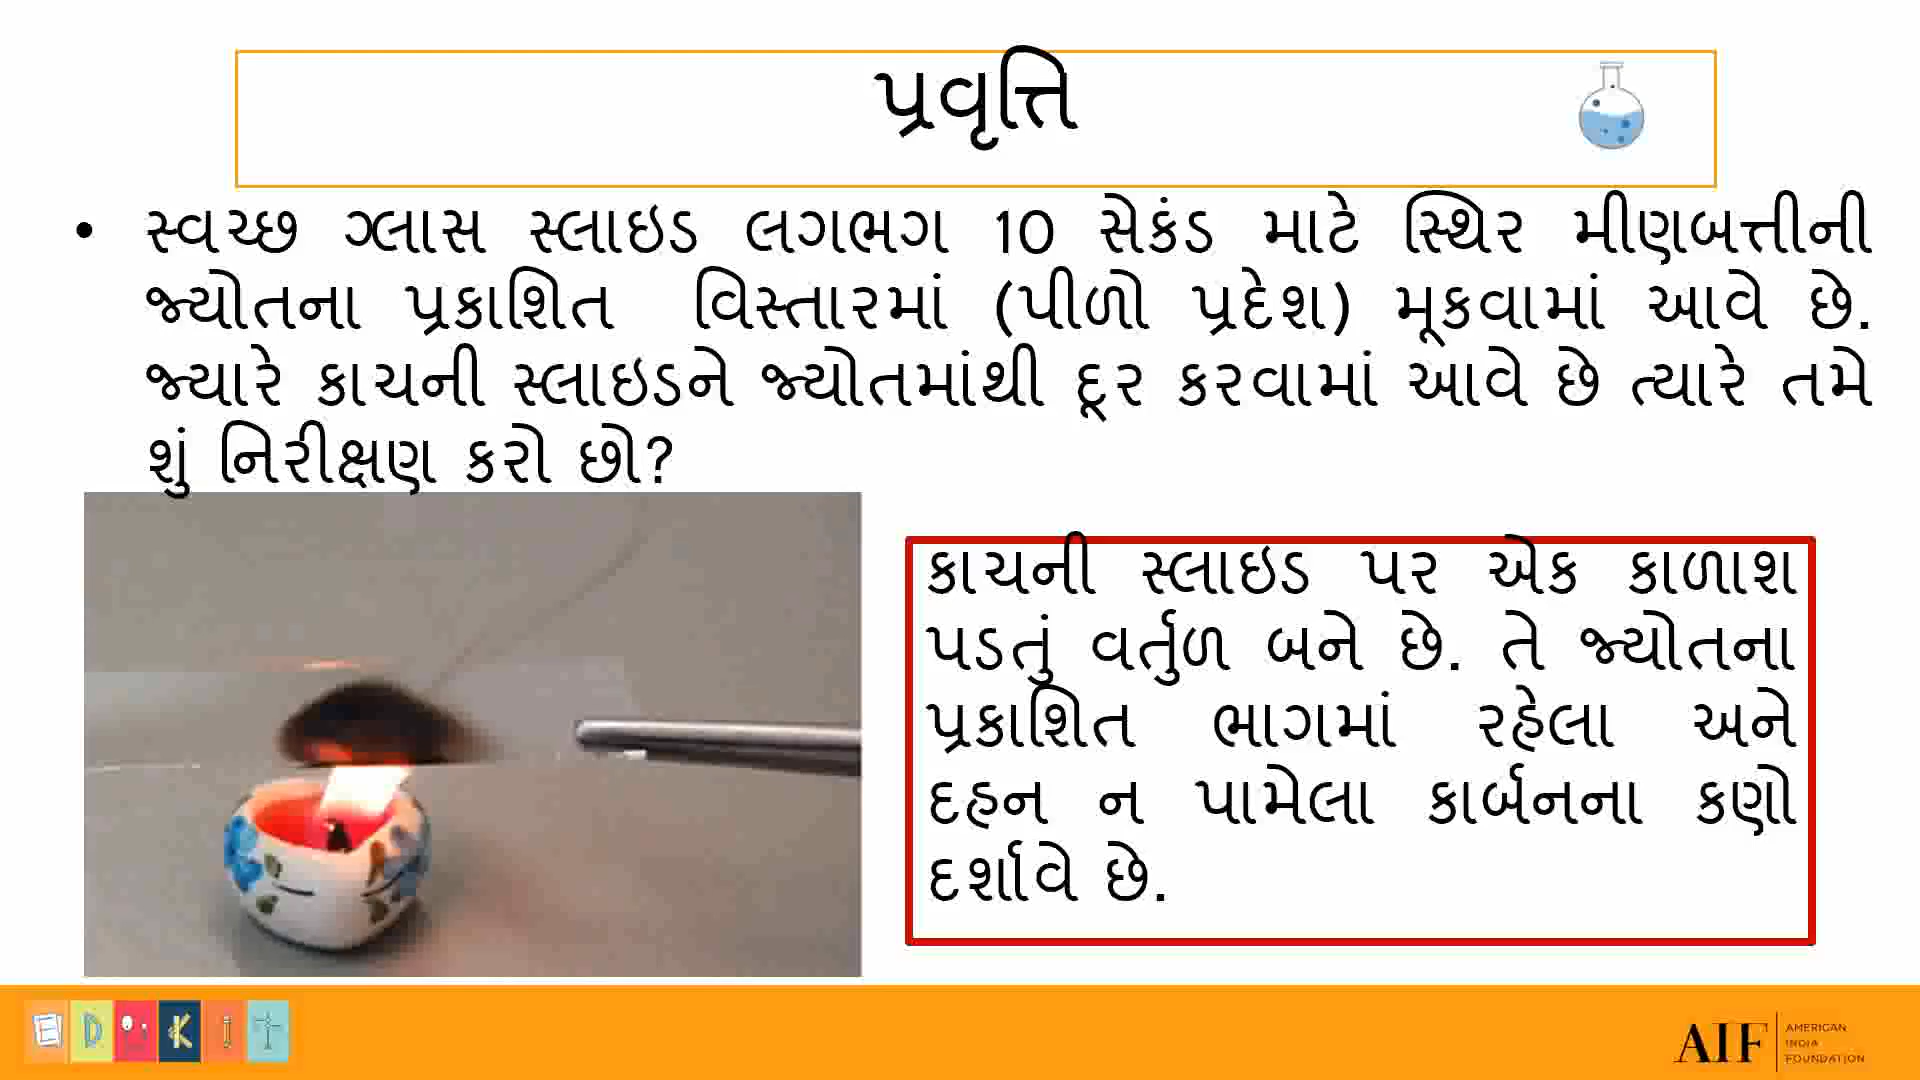 પ્રવૃત્તિ
• સ્વચ્છ ગ્લાસ સ્લાઇડ લગભગ 10 સેકંડ માટે સ્થિર મીણબત્તીની
જ્યોતના પ્રકાશિત વિસ્તારમાં (પીળો પ્રદેશ) મૂકવામાં આવે છે.
જ્યારે કાચની સ્લાઇડને જ્યોતમાંથી દૂર કરવામાં આવે છે ત્યારે તમે
શું નિરીક્ષણ કરો છો?
કાચની સ્લાઇડ પર એક કાળાશ
પડતું વર્તુળ બને છે. તે જ્યોતના
પ્રકાશિત ભાગમાં રહેલા અને
દહન ન પામેલા કાર્બનના કણો
દર્શાવે છે.
ED KIT
AIF
AMERICAN
INDIA
FOUNDATION